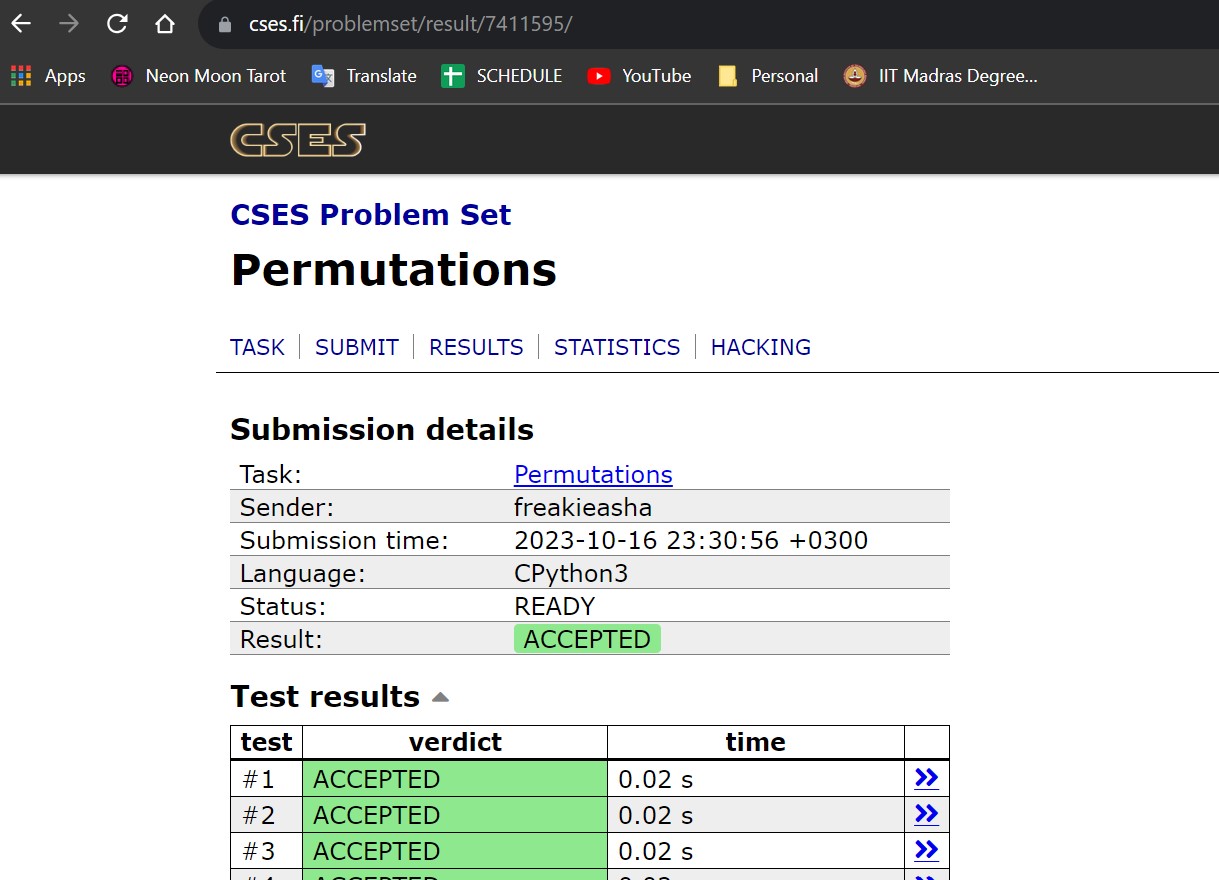 cses.fi/problemset/result/7411595/
Apps Neon Moon Tarot Translate SCHEDULE YouTube Personal IIT Madras Degree...
CSES
CSES Problem Set
Permutations
TASK SUBMIT RESULTS STATISTICS HACKING
Submission details
Task: Permutations
Sender: freakieasha
Submission time: 2023-10-16 23:30:56 +0300
Language: CPython3
Status: READY
Result: ACCEPTED
Test results
test verdict time
#1 ACCEPTED 0.02 s
#2 ACCEPTED 0.02 s
#3 ACCEPTED 0.02 s